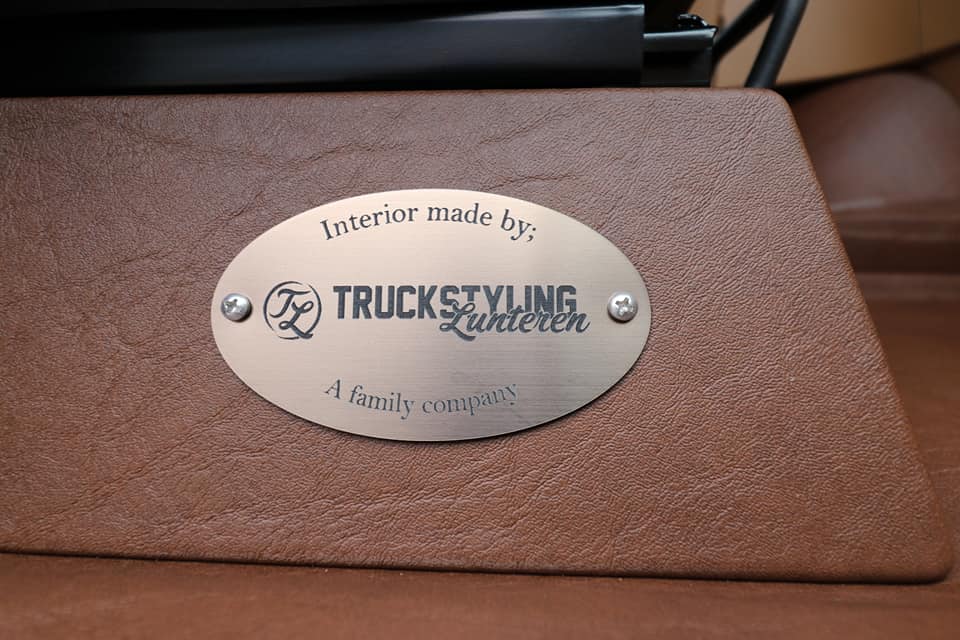 Interior made by;
TL TRUCKSTYLING
Lunteren
A family company